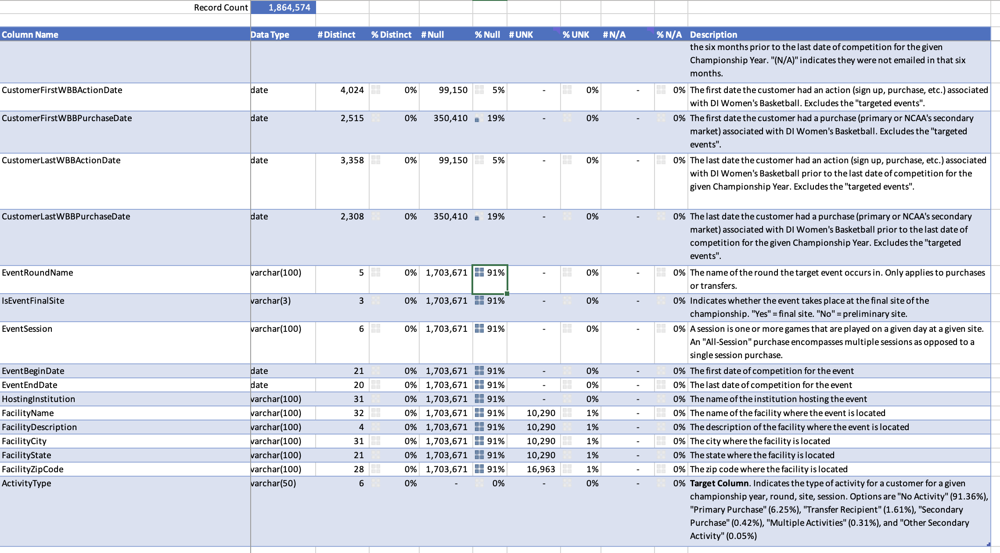 Record Count 1,864,574
Column Name Data Type # Distinct % Distinct # Null % Null # UNK % UNK # N/A % N/A Description
the six months prior to the last date of competition for the given
Championship Year. "(N/A)" indicates they were not emailed in that six
months.
CustomerFirstWBBActionDate date 4,024 0% 99,150 5% - 0% - 0% The first date the customer had an action (sign up, purchase, etc.) associated
with DI Women's Basketball. Excludes the "targeted events".
CustomerFirstWBBPurchaseDate date 2,515 0% 350,410 19% - 0% - 0% The first date the customer had a purchase (primary or NCAA's secondary
market) associated with DI Women's Basketball. Excludes the "targeted
events".
CustomerLastWBBActionDate date 3,358 0% 99,150 5% - 0% - 0% The last date the customer had an action (sign up, purchase, etc.) associated
with DI Women's Basketball prior to the last date of competition for the
given Championship Year. Excludes the "targeted events".
CustomerLastWBBPurchaseDate date 2,308 0% 350,410 19% - 0% - 0% The last date the customer had a purchase (primary or NCAA's secondary
market) associated with DI Women's Basketball prior to the last date of
competition for the given Championship Year. Excludes the "targeted
events".
EventRoundName varchar(100) 5 0% 1,703,671 91% - 0% - 0% The name of the round the target event occurs in. Only applies to purchases
or transfers.
IsEventFinalSite varchar(3) 3 0% 1,703,671 91% - 0% - 0% Indicates whether the event takes place at the final site of the
championship. "Yes" = final site. "No" = preliminary site.
EventSession varchar(100) 6 0% 1,703,671 91% - 0% - 0% A session is one or more games that are played on a given day at a given site.
An "All-Session" purchase encompasses multiple sessions as opposed to a
single session purchase.
EventBeginDate date 21 0% 1,703,671 91% - 0% - 0% The first date of competition for the event
EventEndDate date 20 0% 1,703,671 91% - 0% - 0% The last date of competition for the event
HostingInstitution varchar(100) 31 0% 1,703,671 91% - 0% - 0% The name of the institution hosting the event
FacilityName varchar(100) 32 0% 1,703,671 91% 10,290 1% - 0% The name of the facility where the event is located
FacilityDescription varchar(100) 4 0% 1,703,671 91% 10,290 1% - 0% The description of the facility where the event is located
FacilityCity varchar(100) 31 0% 1,703,671 91% 10,290 1% - 0% The city where the facility is located
FacilityState varchar(100) 21 0% 1,703,671 91% 10,290 1% - 0% The state where the facility is located
FacilityZipCode varchar(100) 28 0% 1,703,671 91% 16,963 1% - 0% The zip code where the facility is located
ActivityType varchar(50) 6 0% - 0% - 0% - 0% Target Column. Indicates the type of activity for a customer for a given
championship year, round, site, session. Options are "No Activity" (91.36%),
"Primary Purchase" (6.25%), "Transfer Recipient" (1.61%), "Secondary
Purchase" (0.42%), "Multiple Activities" (0.31%), and "Other Secondary
Activity" (0.05%)